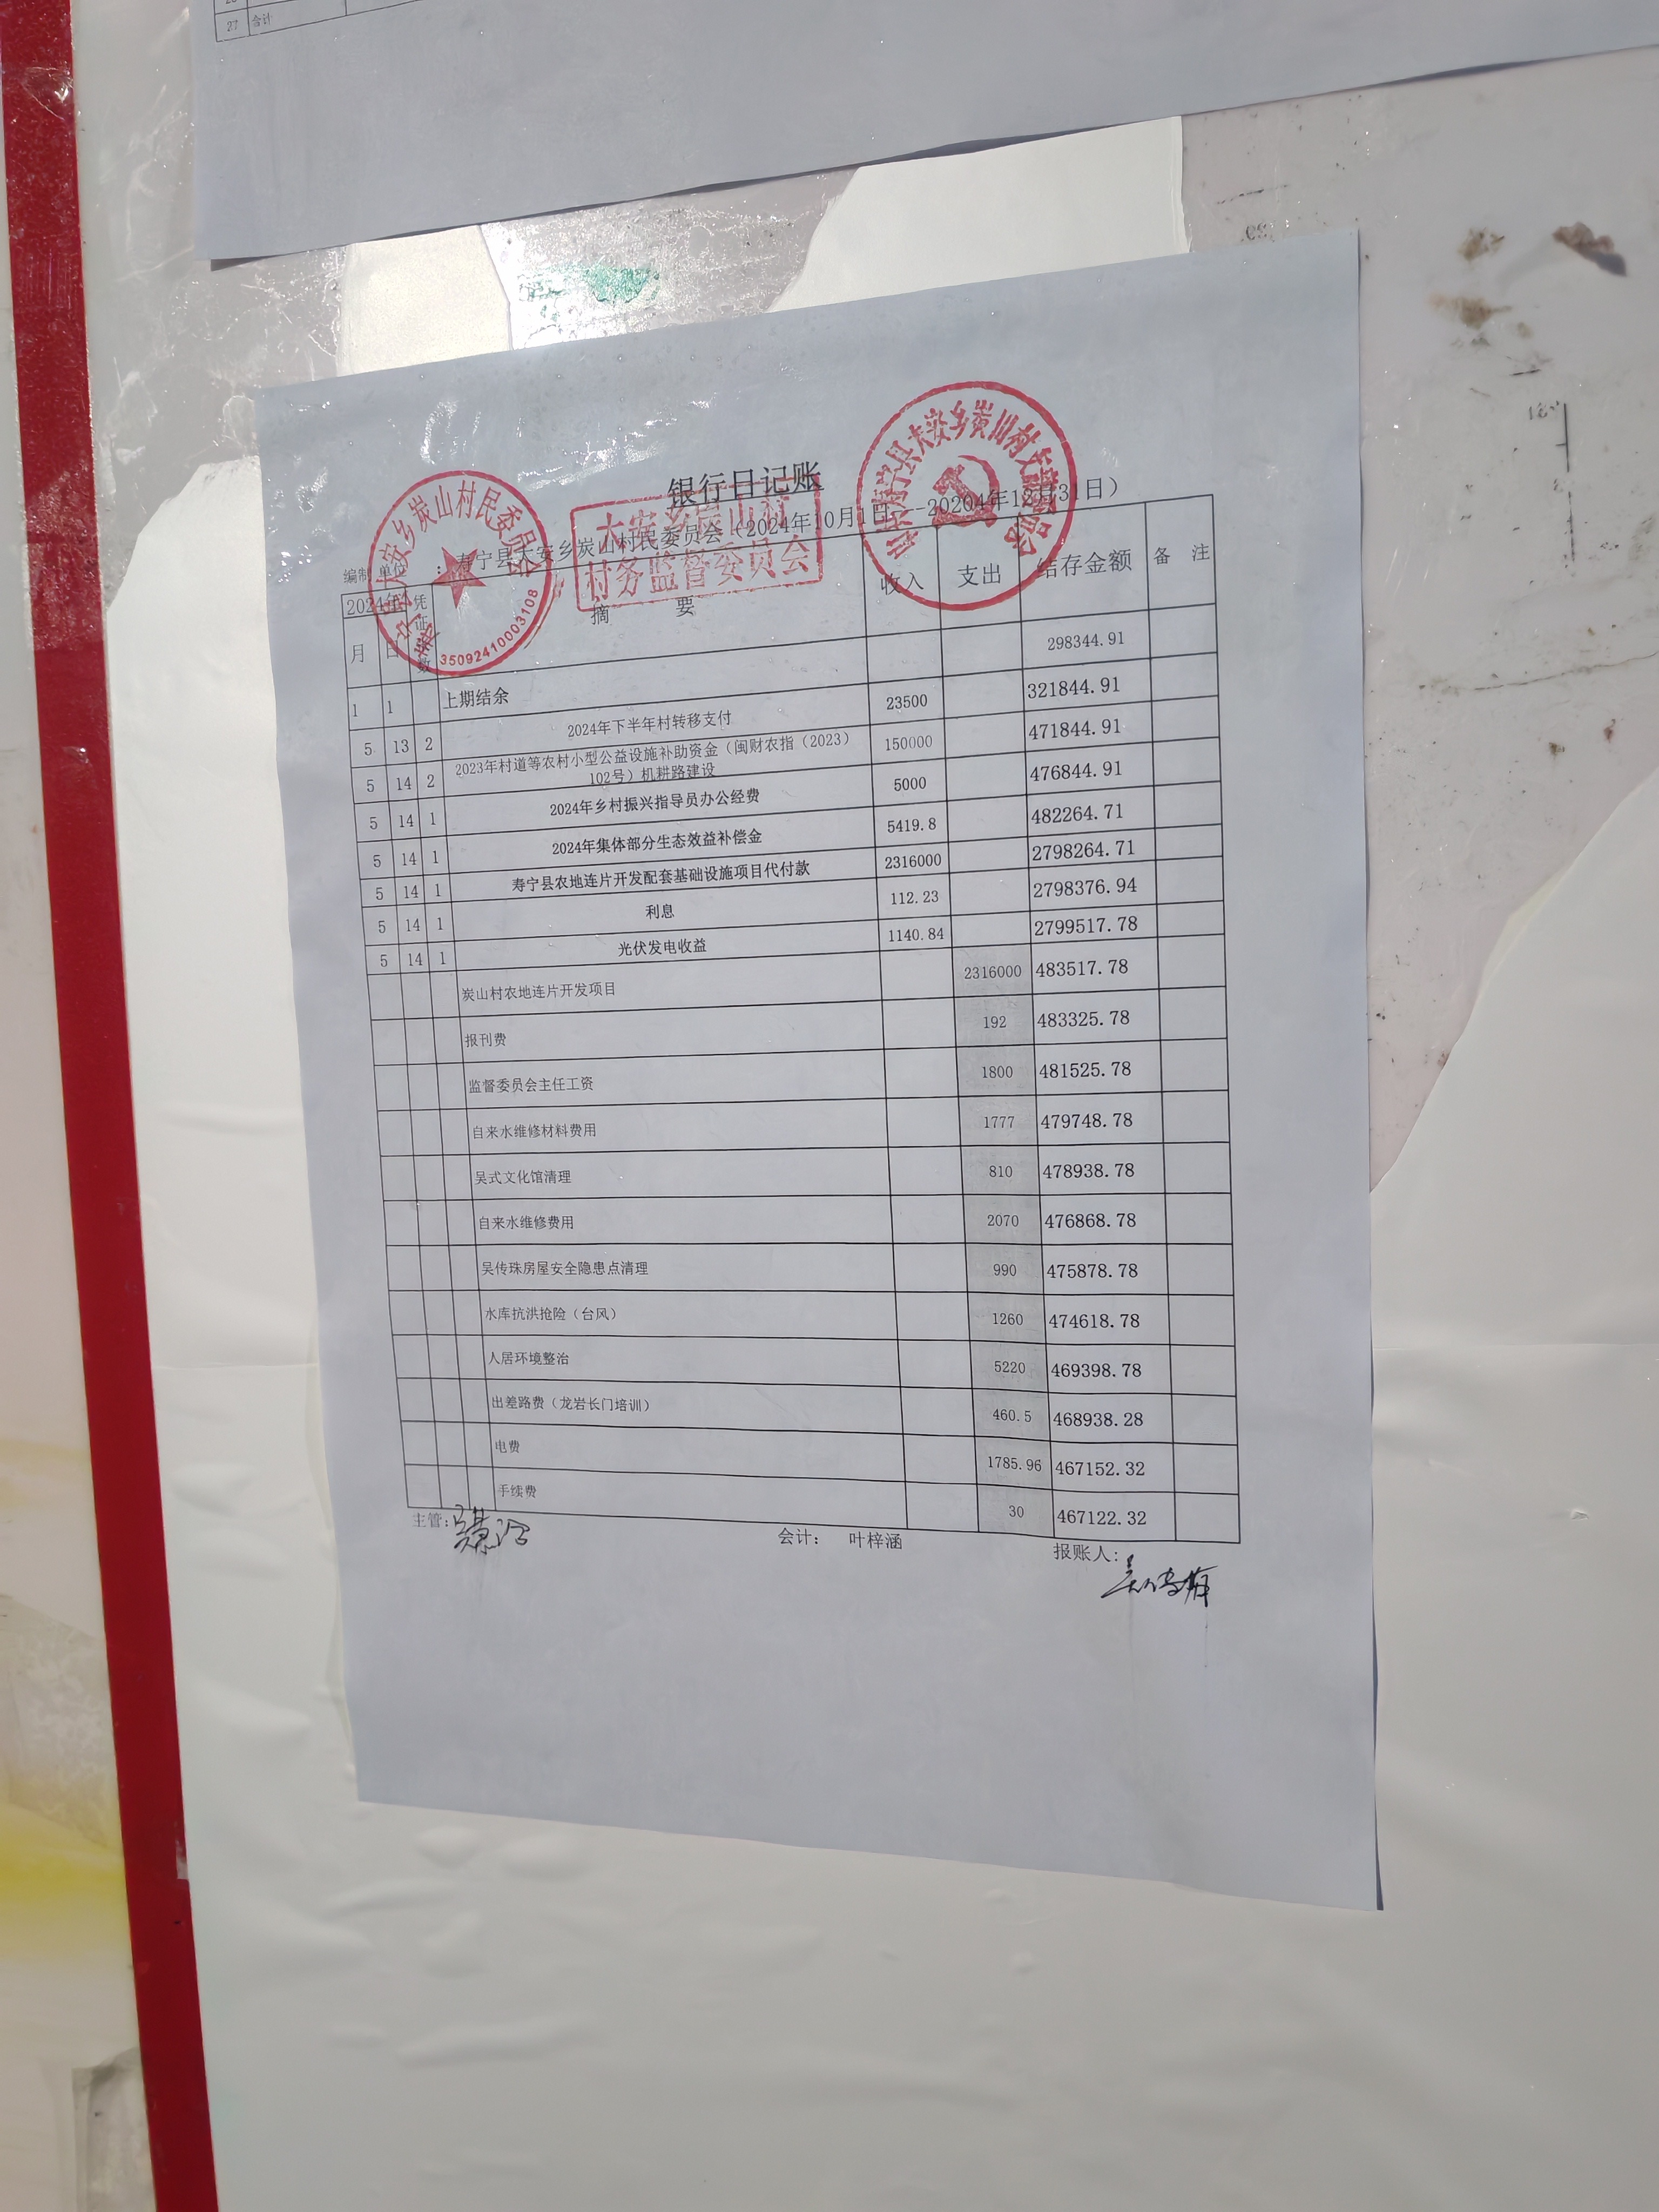 27 合计
银行日记账
编制单位：寿宁县大安乡炭山村民委员会（2024年10月1日---20204年12月31日）
大安乡炭山村民委员会
35092410003108
大安乡炭山村
村务监督委员会
寿宁县大安乡炭山村支部委员会
2024年 凭证张数 摘 要 收入 支出 结存金额 备 注
月 日
1 1 上期结余 298344.91
5 13 2 2024年下半年村转移支付 23500 321844.91
5 14 2 2023年村道等农村小型公益设施补助资金（闽财农指（2023）
102号）机耕路建设 150000 471844.91
5 14 1 2024年乡村振兴指导员办公经费 5000 476844.91
5 14 1 2024年集体部分生态效益补偿金 5419.8 482264.71
5 14 1 寿宁县农地连片开发配套基础设施项目代付款 2316000 2798264.71
5 14 1 利息 112.23 2798376.94
5 14 1 光伏发电收益 1140.84 2799517.78
炭山村农地连片开发项目 2316000 483517.78
报刊费 192 483325.78
监督委员会主任工资 1800 481525.78
自来水维修材料费用 1777 479748.78
吴式文化馆清理 810 478938.78
自来水维修费用 2070 476868.78
吴传珠房屋安全隐患点清理 990 475878.78
水库抗洪抢险（台风） 1260 474618.78
人居环境整治 5220 469398.78
出差路费（龙岩长门培训） 460.5 468938.28
电费 1785.96 467152.32
手续费 30 467122.32
主管： 会计： 叶梓涵 报账人：